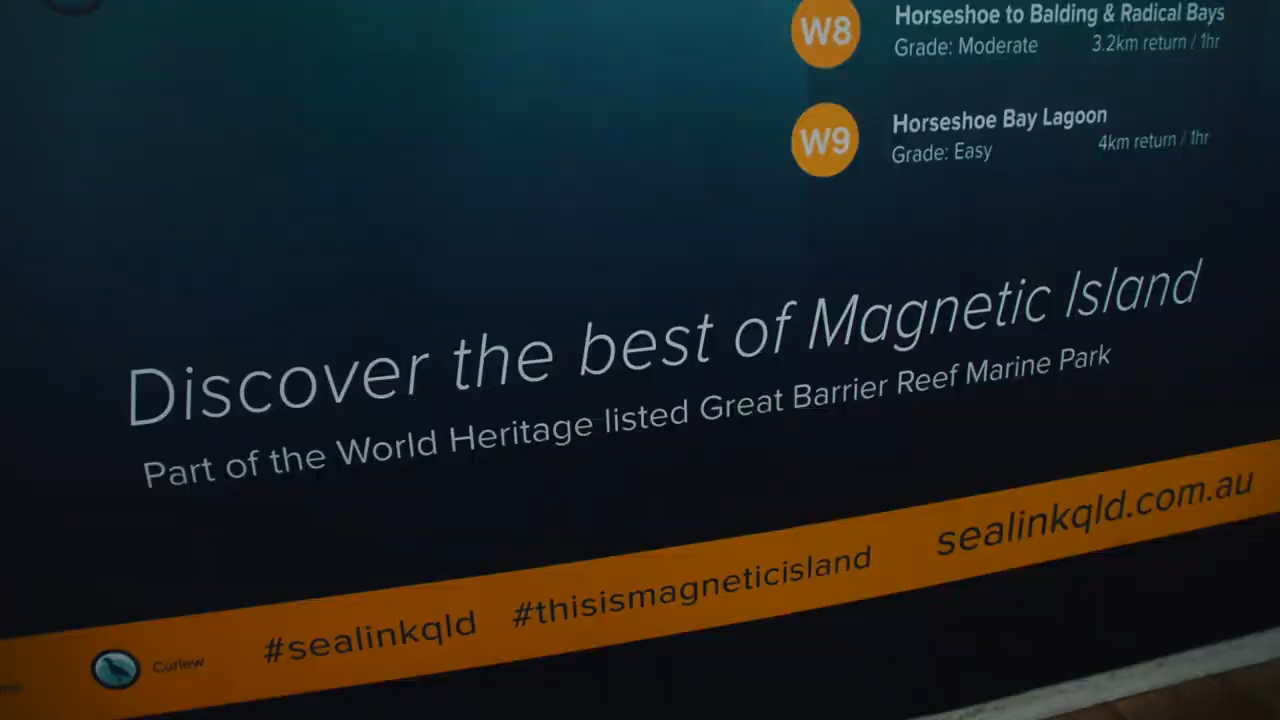 W8
Horseshoe to Balding & Radical Bays
Grade: Moderate 3.2km return / 1hr
W9
Horseshoe Bay Lagoon
Grade: Easy 4km return / 1hr
Discover the best of Magnetic Island
Part of the World Heritage listed Great Barrier Reef Marine Park
Curlew #sealinkqld #thisismagneticisland sealinkqld.com.au